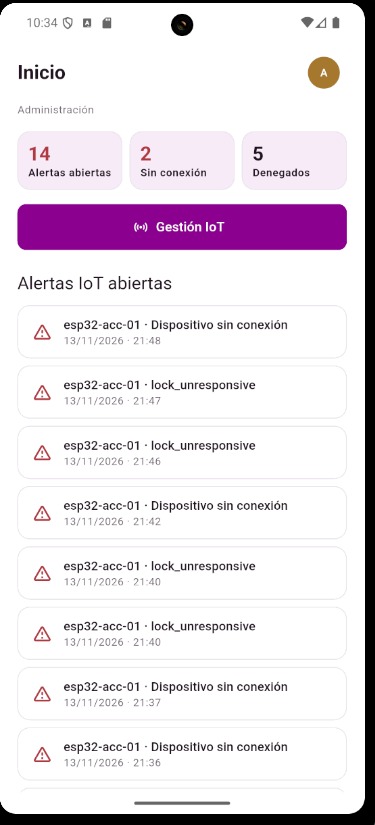 10:34
Inicio
A
Administración
14
Alertas abiertas
2
Sin conexión
5
Denegados
Gestión IoT
Alertas IoT abiertas
esp32-acc-01 · Dispositivo sin conexión
13/11/2026 · 21:48
esp32-acc-01 · lock_unresponsive
13/11/2026 · 21:47
esp32-acc-01 · lock_unresponsive
13/11/2026 · 21:46
esp32-acc-01 · Dispositivo sin conexión
13/11/2026 · 21:42
esp32-acc-01 · lock_unresponsive
13/11/2026 · 21:40
esp32-acc-01 · lock_unresponsive
13/11/2026 · 21:40
esp32-acc-01 · Dispositivo sin conexión
13/11/2026 · 21:37
esp32-acc-01 · Dispositivo sin conexión
13/11/2026 · 21:36